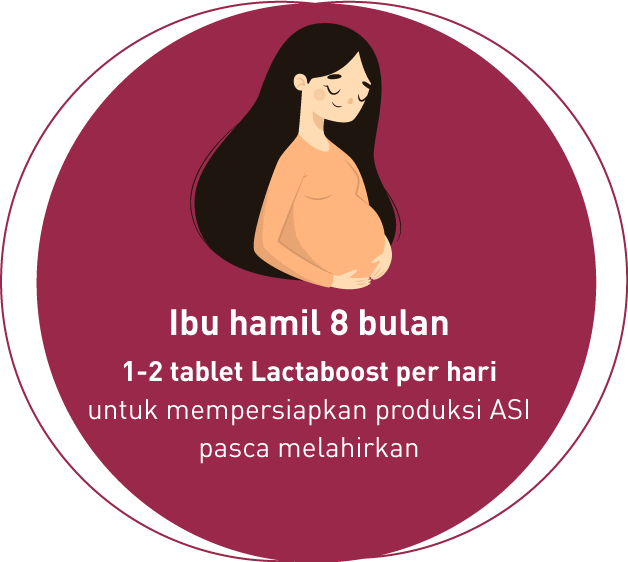 Ibu hamil 8 bulan
1-2 tablet Lactaboost per hari
untuk mempersiapkan produksi ASI
pasca melahirkan